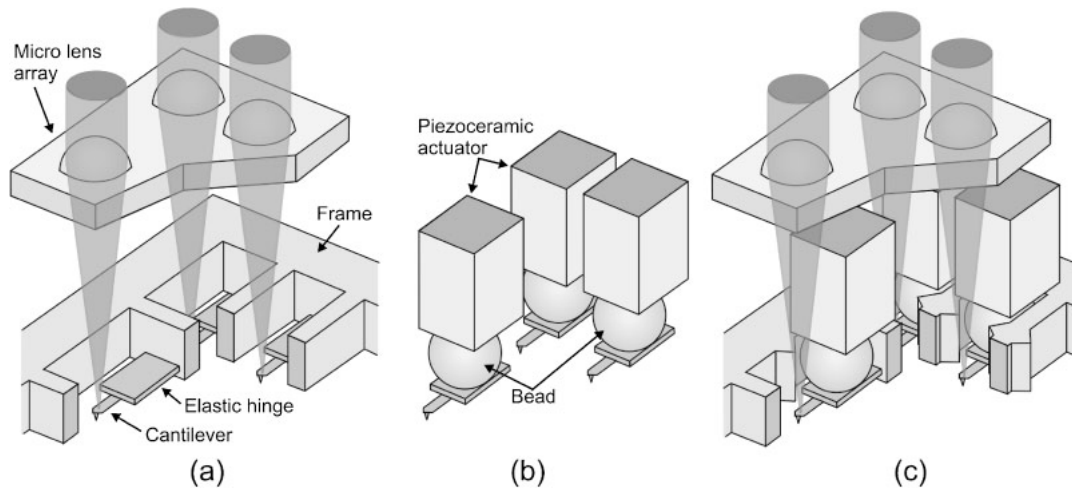 Micro lens
array
Frame
Elastic hinge
Cantilever
(a)
Piezoceramic
actuator
Bead
(b)
(c)